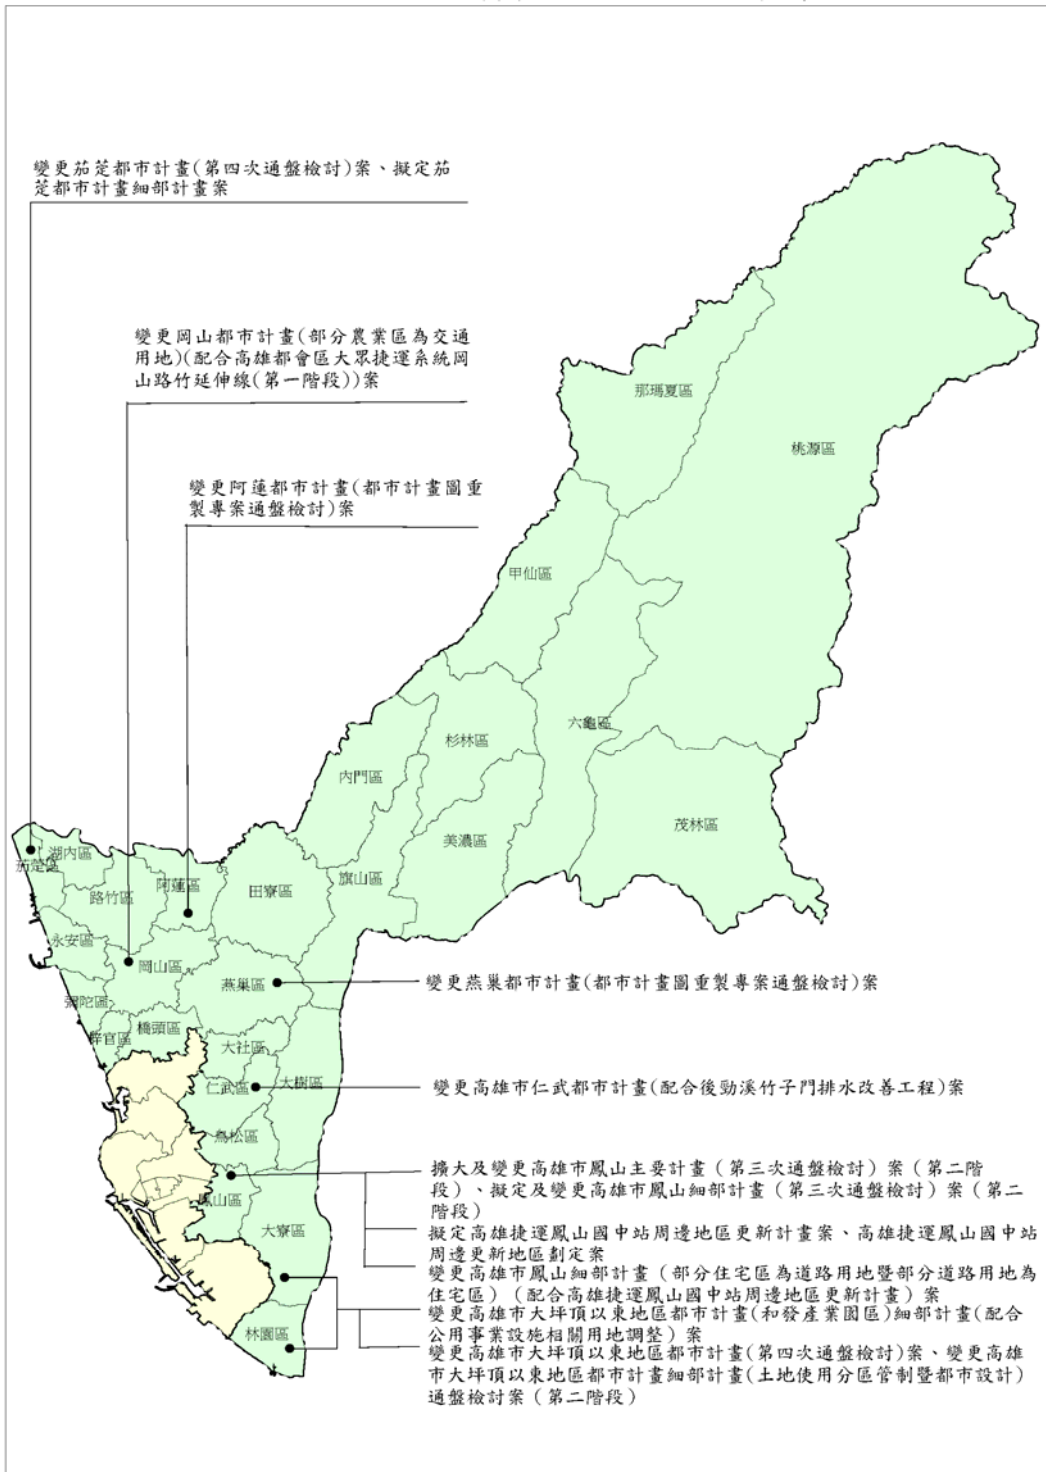 變更茄萣都市計畫(第四次通盤檢討)案、擬定茄
萣都市計畫細部計畫案
變更岡山都市計畫(部分農業區為交通
用地)(配合高雄都會區大眾捷運系統岡
山路竹延伸線(第一階段))案
變更阿蓮都市計畫(都市計畫圖重
製專案通盤檢討)案
那瑪夏區
桃源區
甲仙區
六龜區
杉林區
內門區
美濃區
茂林區
湖內區
茄萣區
路竹區
阿蓮區
田寮區
旗山區
永安區
岡山區
燕巢區
變更燕巢都市計畫(都市計畫圖重製專案通盤檢討)案
彌陀區
梓官區
橋頭區
大社區
仁武區
大樹區
變更高雄市仁武都市計畫(配合後勁溪竹子門排水改善工程)案
鳥松區
鳳山區
大寮區
林園區
擴大及變更高雄市鳳山主要計畫（第三次通盤檢討）案（第二階
段）、擬定及變更高雄市鳳山細部計畫（第三次通盤檢討）案（第二
階段）
擬定高雄捷運鳳山國中站周邊地區更新計畫案、高雄捷運鳳山國中站
周邊更新地區劃定案
變更高雄市鳳山細部計畫（部分住宅區為道路用地暨部分道路用地為
住宅區）（配合高雄捷運鳳山國中站周邊地區更新計畫）案
變更高雄市大坪頂以東地區都市計畫(和發產業園區)細部計畫(配合
公用事業設施相關用地調整）案
變更高雄市大坪頂以東地區都市計畫(第四次通盤檢討)案、變更高雄
市大坪頂以東地區都市計畫細部計畫(土地使用分區管制暨都市設計)
通盤檢討案（第二階段）